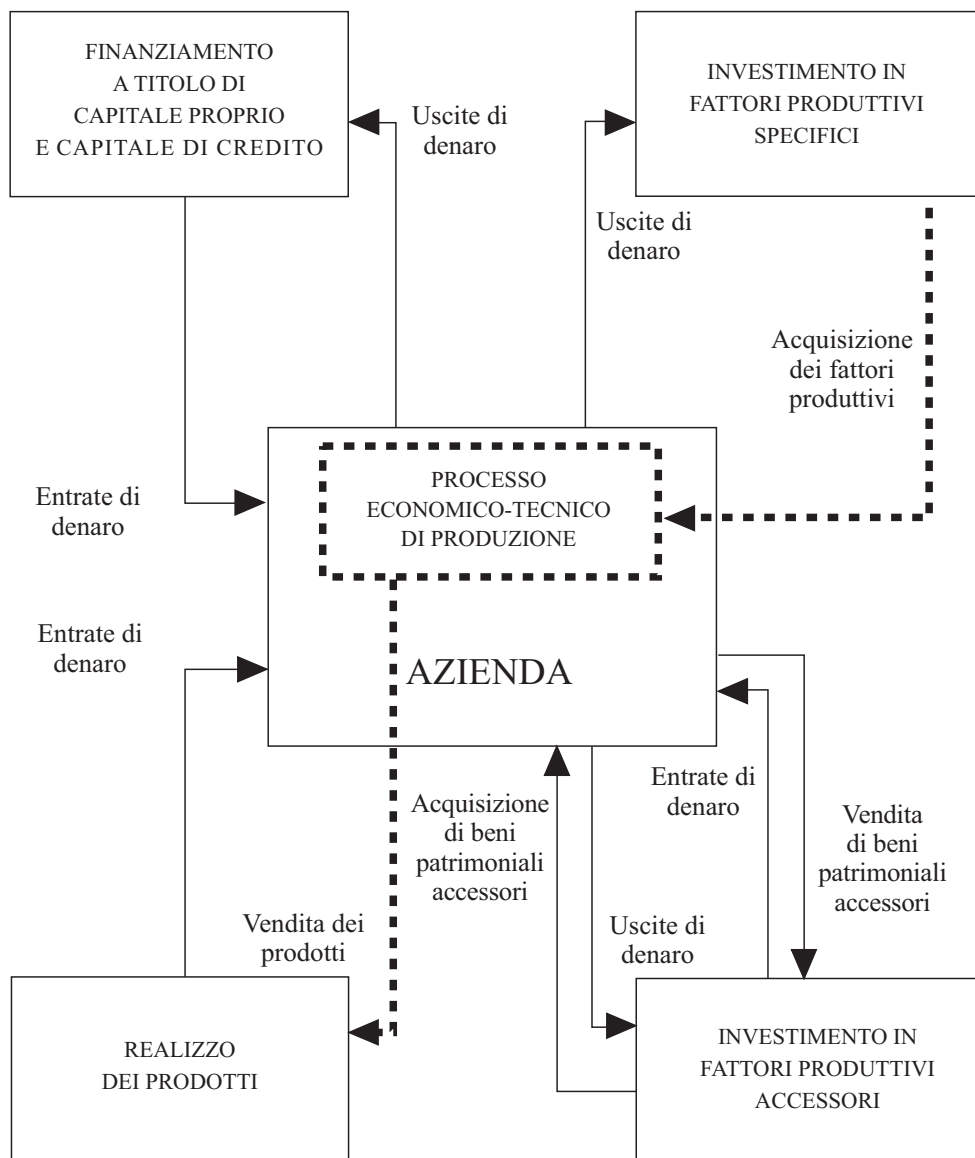 FINANZIAMENTO
A TITOLO DI
CAPITALE PROPRIO
E CAPITALE DI CREDITO
Uscite di
denaro
INVESTIMENTO IN
FATTORI PRODUTTIVI
SPECIFICI
Uscite di
denaro
Acquisizione
dei fattori
produttivi
Entrate di
denaro
PROCESSO
ECONOMICO-TECNICO
DI PRODUZIONE
Entrate di
denaro
AZIENDA
Acquisizione
di beni
patrimoniali
accessori
Entrate di
denaro
Vendita
di beni
patrimoniali
accessori
Vendita dei
prodotti
Uscite di
denaro
REALIZZO
DEI PRODOTTI
INVESTIMENTO IN
FATTORI PRODUTTIVI
ACCESSORI